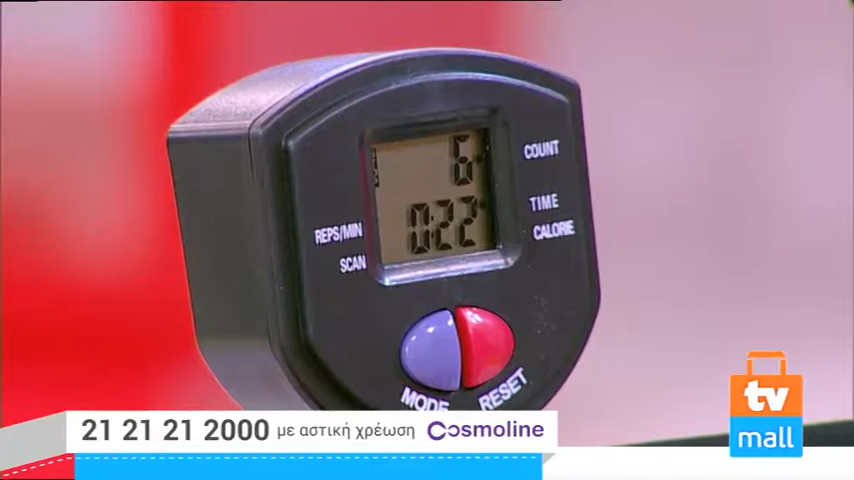 6
COUNT
0:22
TIME
REPS/MIN
CALORIE
SCAN
MODE
RESET
tv
mall
21 21 21 2000 με αστική χρέωση cosmoline